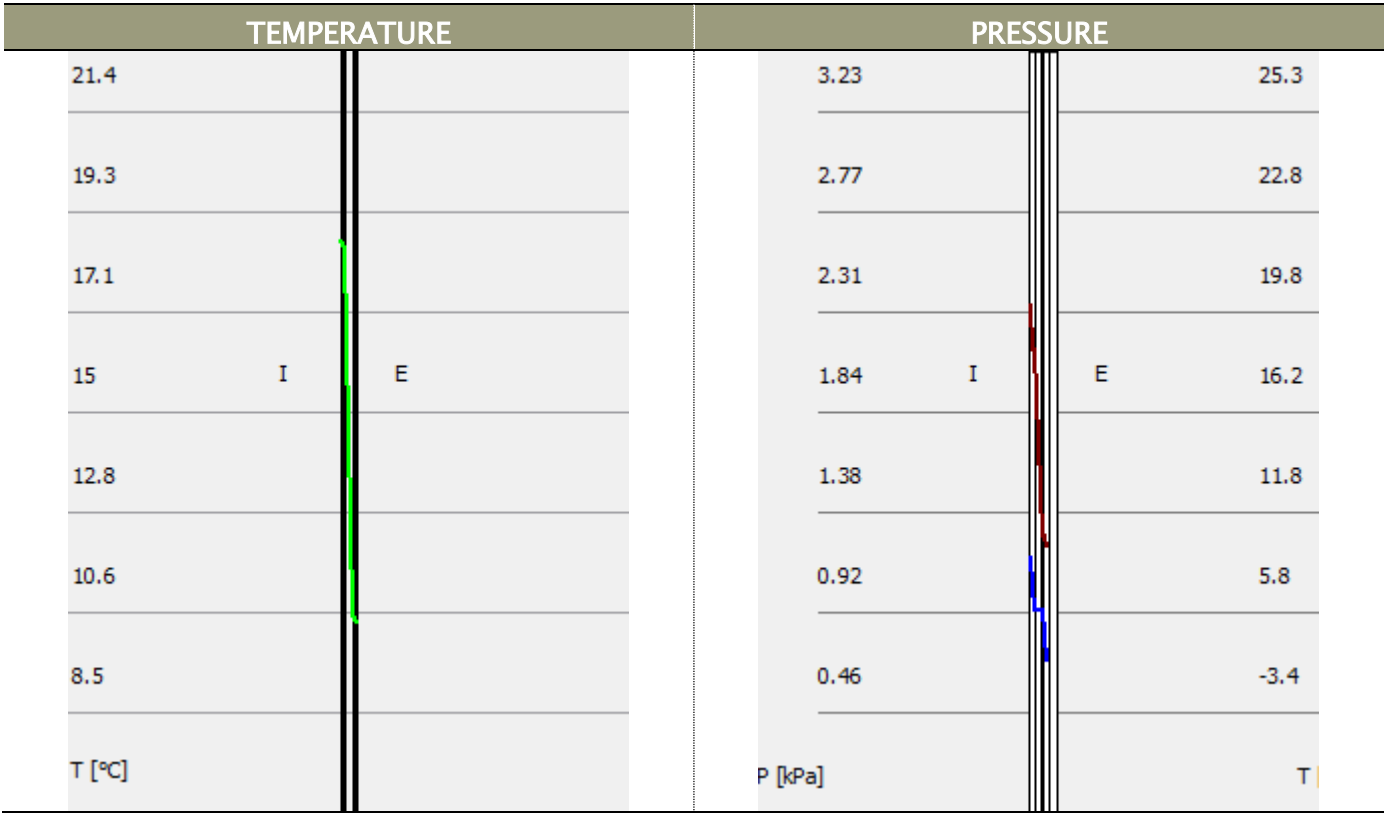 TEMPERATURE PRESSURE
21.4 3.23 25.3
19.3 2.77 22.8
17.1 2.31 19.8
15 I E 1.84 I E 16.2
12.8 1.38 11.8
10.6 0.92 5.8
8.5 0.46 -3.4
T [°C] P [kPa] T